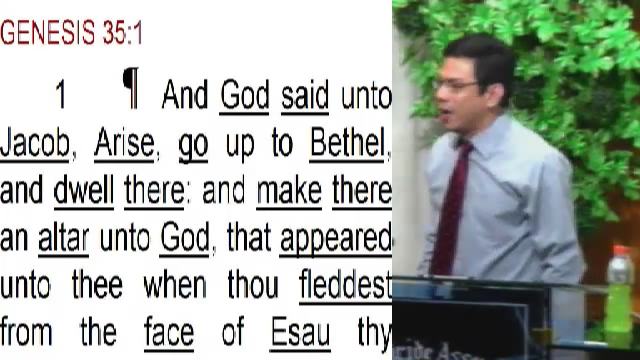 GENESIS 35:1
1 ¶ And God said unto
Jacob, Arise, go up to Bethel,
and dwell there: and make there
an altar unto God, that appeared
unto thee when thou fleddest
from the face of Esau thy